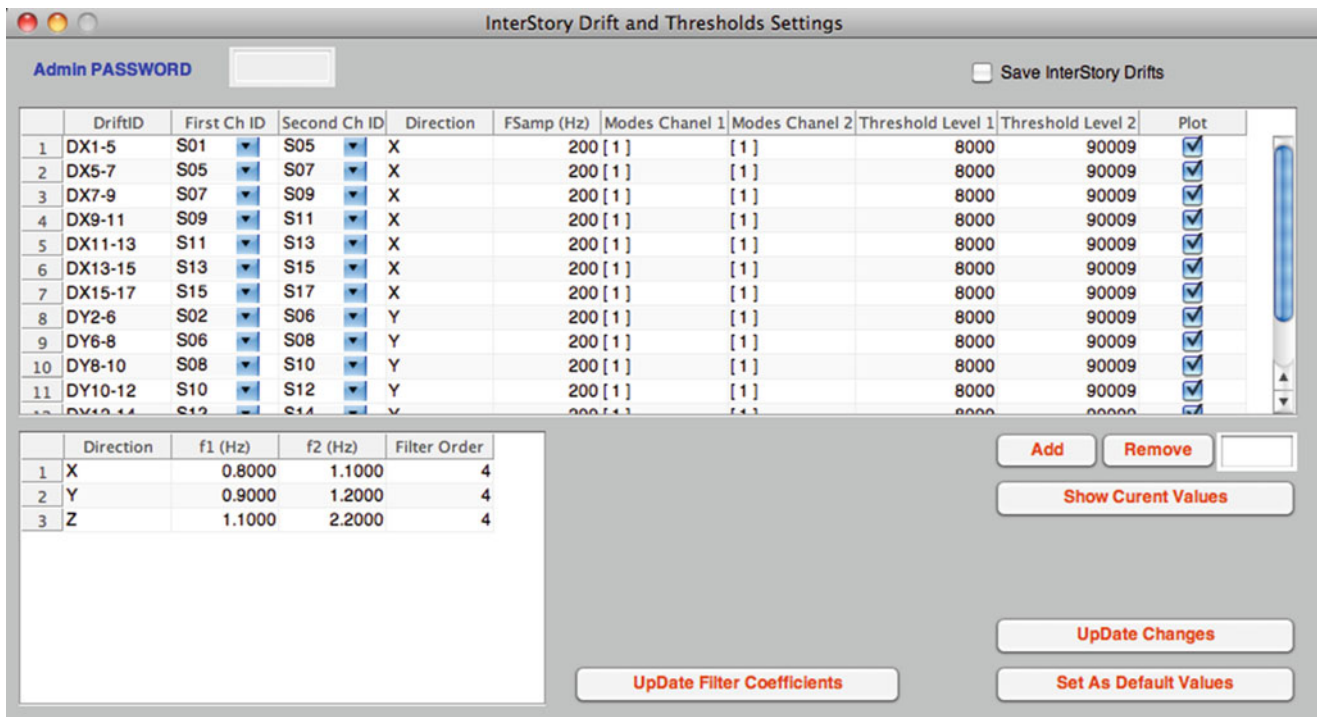 InterStory Drift and Thresholds Settings
Admin PASSWORD
Save InterStory Drifts
DriftID First Ch ID Second Ch ID Direction FSamp (Hz) Modes Chanel 1 Modes Chanel 2 Threshold Level 1 Threshold Level 2 Plot
1 DX1-5 S01 S05 X 200 [ 1 ] [ 1 ] 8000 90009
2 DX5-7 S05 S07 X 200 [ 1 ] [ 1 ] 8000 90009
3 DX7-9 S07 S09 X 200 [ 1 ] [ 1 ] 8000 90009
4 DX9-11 S09 S11 X 200 [ 1 ] [ 1 ] 8000 90009
5 DX11-13 S11 S13 X 200 [ 1 ] [ 1 ] 8000 90009
6 DX13-15 S13 S15 X 200 [ 1 ] [ 1 ] 8000 90009
7 DX15-17 S15 S17 X 200 [ 1 ] [ 1 ] 8000 90009
8 DY2-6 S02 S06 Y 200 [ 1 ] [ 1 ] 8000 90009
9 DY6-8 S06 S08 Y 200 [ 1 ] [ 1 ] 8000 90009
10 DY8-10 S08 S10 Y 200 [ 1 ] [ 1 ] 8000 90009
11 DY10-12 S10 S12 Y 200 [ 1 ] [ 1 ] 8000 90009
Direction f1 (Hz) f2 (Hz) Filter Order
1 X 0.8000 1.1000 4
2 Y 0.9000 1.2000 4
3 Z 1.1000 2.2000 4
Add Remove
Show Curent Values
UpDate Changes
UpDate Filter Coefficients
Set As Default Values